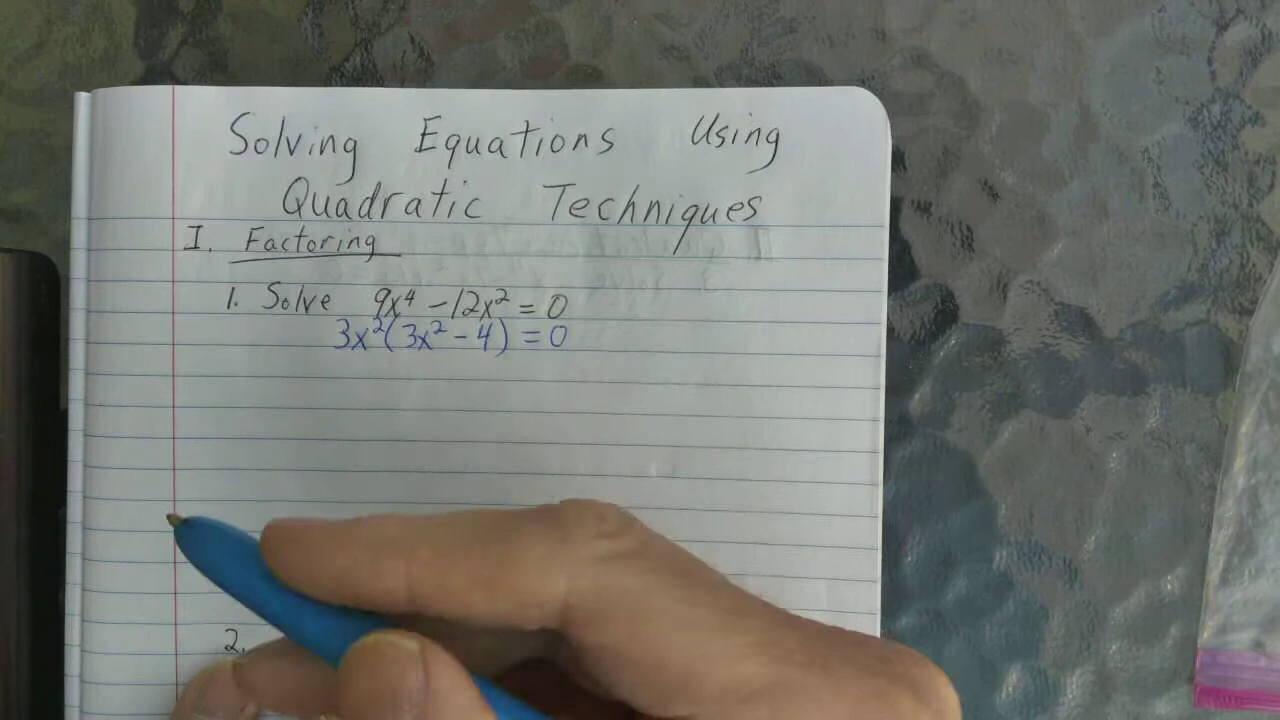 Solving Equations Using
Quadratic Techniques
I. Factoring
1. Solve 9x⁴ - 12x² = 0
3x²(3x² - 4) = 0
2.